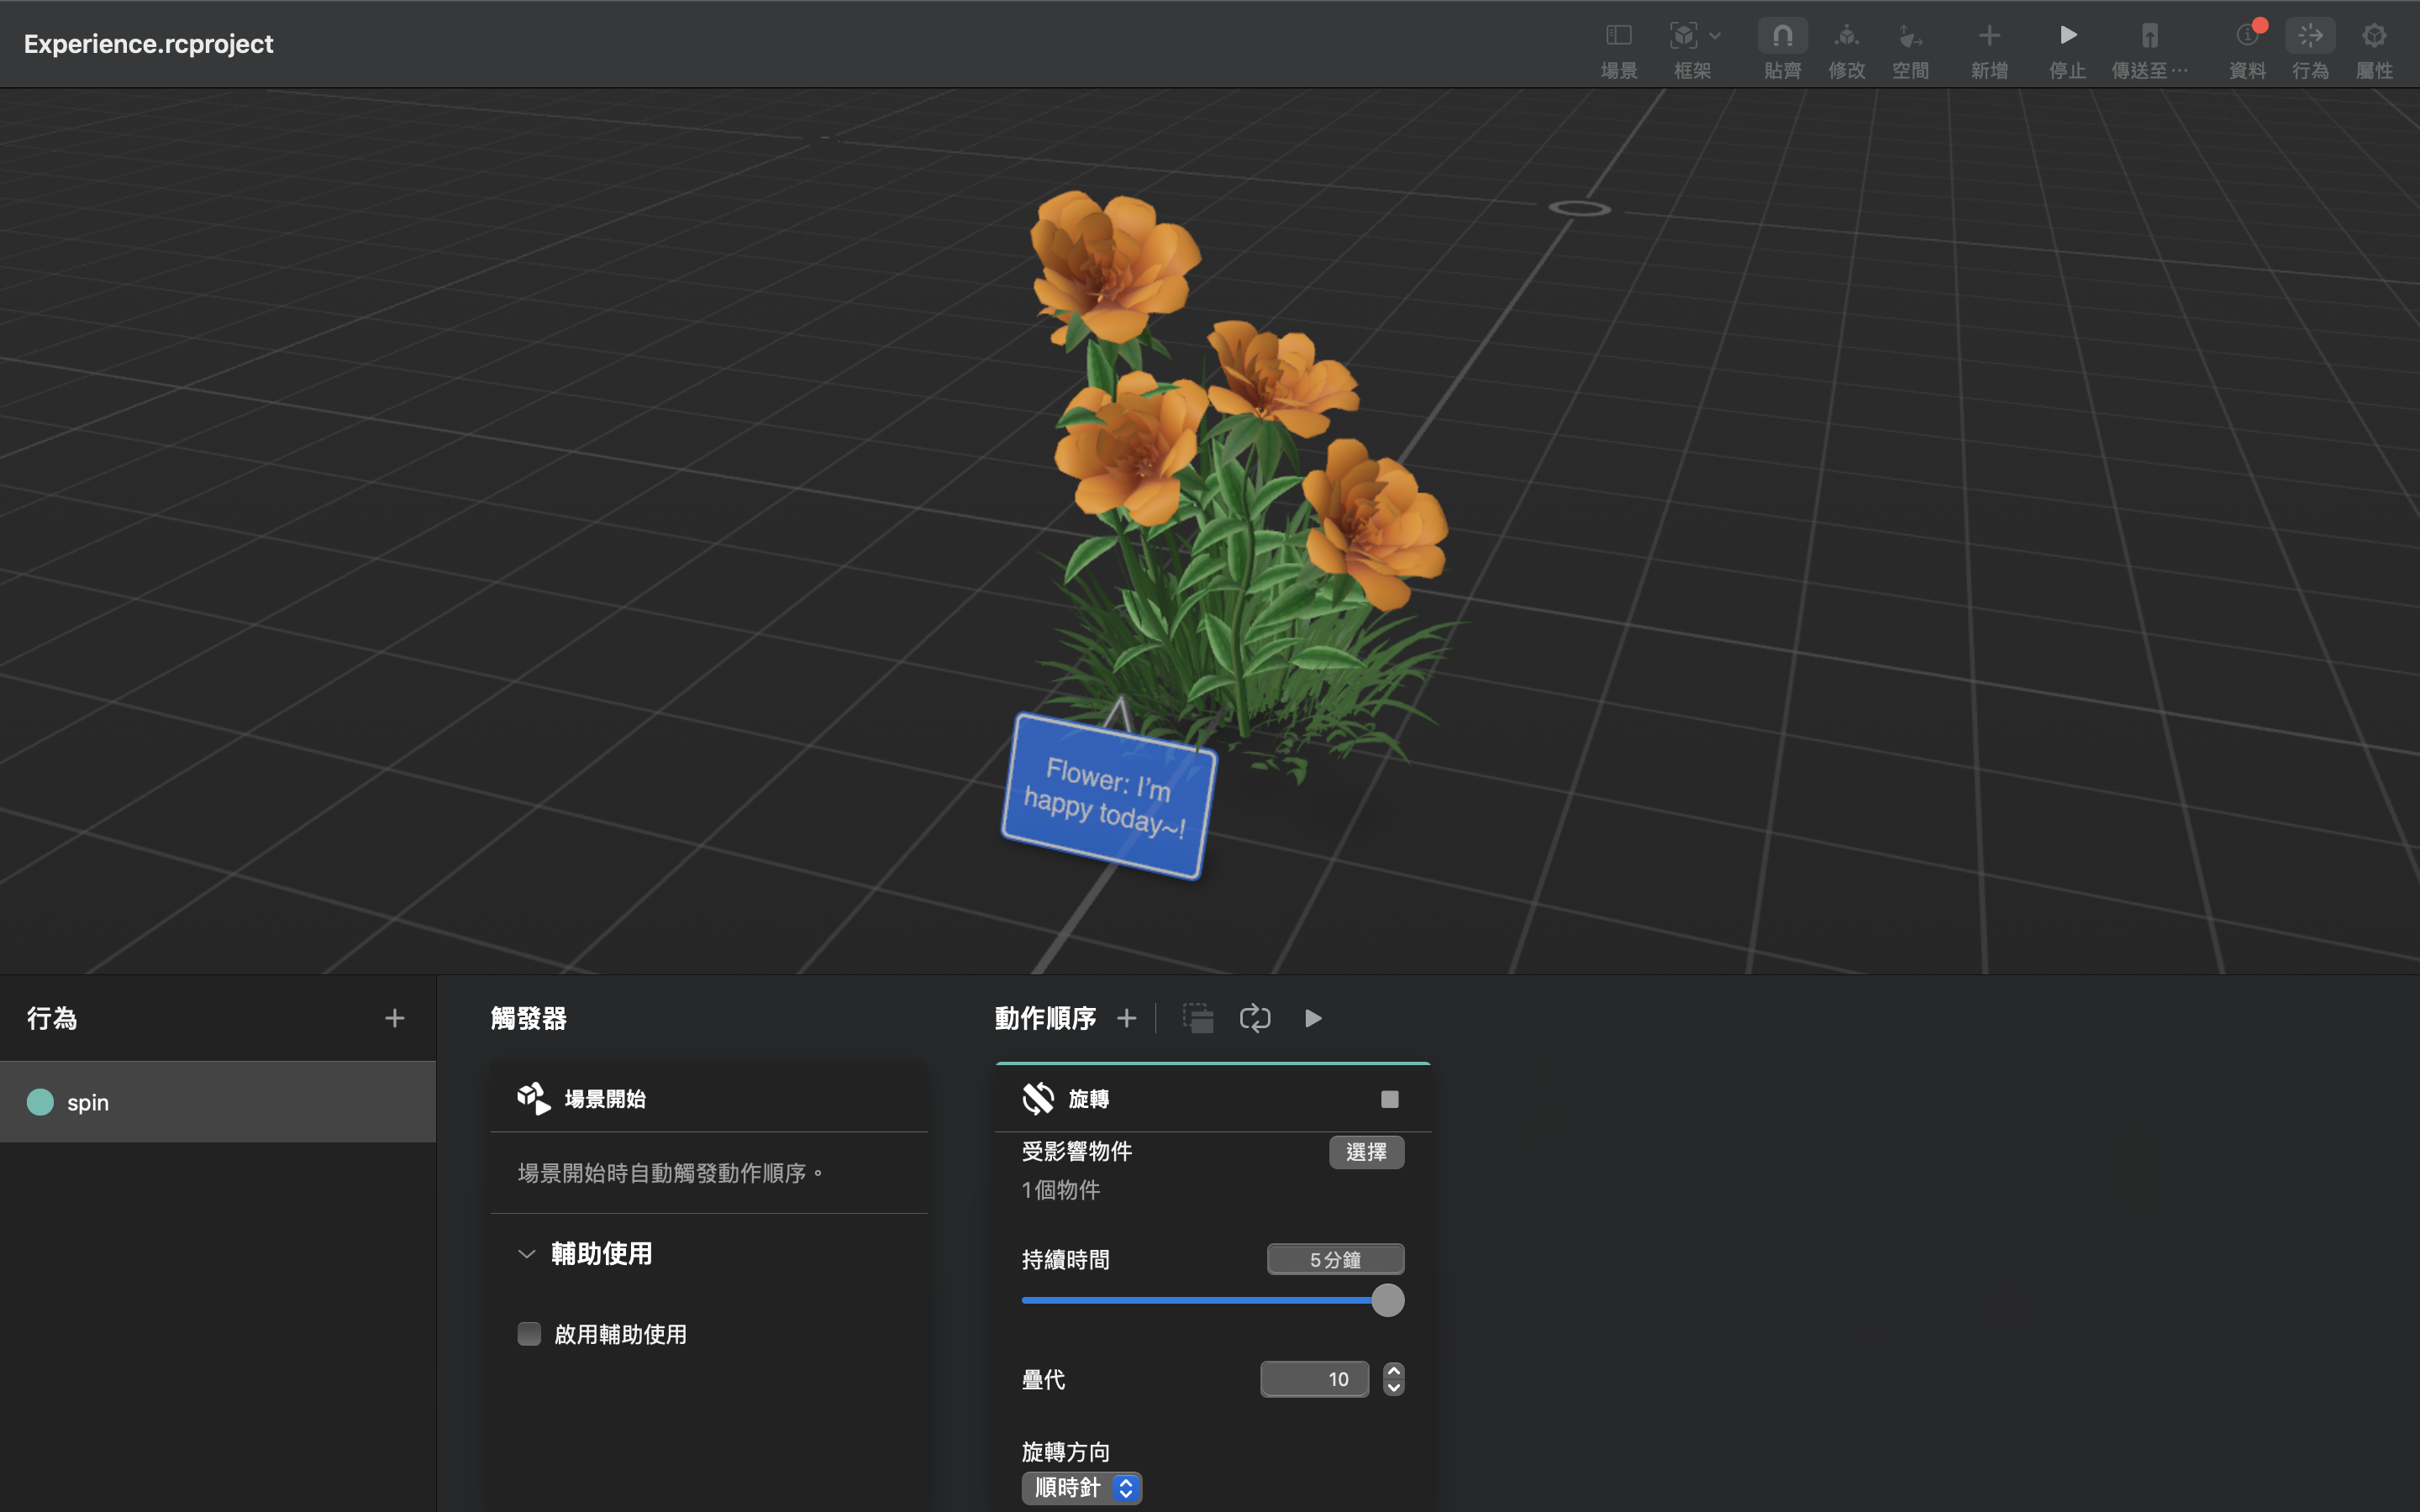 Experience.rcproject
場景
框架
貼齊
修改
空間
新增
停止
傳送至⋯
資料
行為
屬性
Flower: I'm
happy today~!
行為
spin
觸發器
場景開始
場景開始時自動觸發動作順序。
輔助使用
啟用輔助使用
動作順序
旋轉
受影響物件
選擇
1個物件
持續時間
5分鐘
疊代
10
旋轉方向
順時針